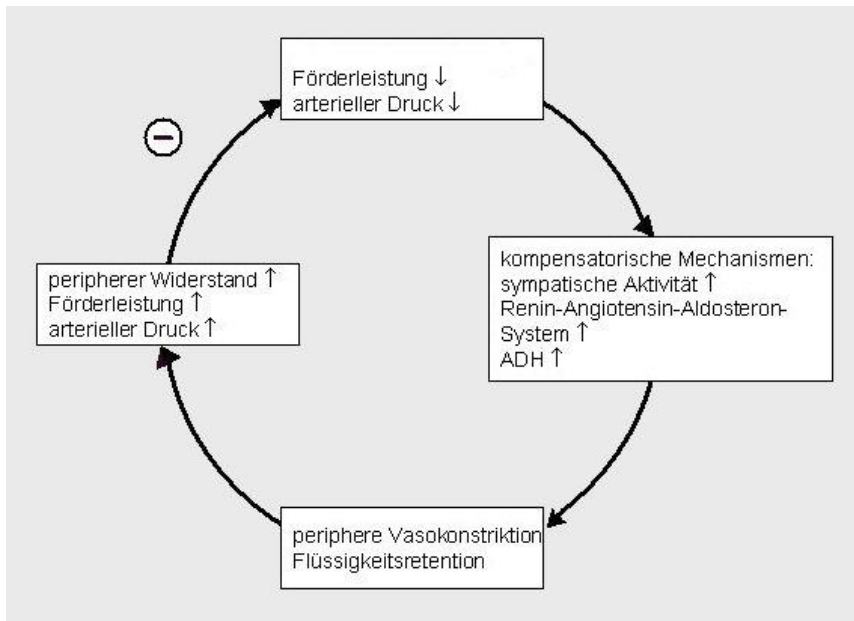 Förderleistung ↓
arterieller Druck ↓
kompensatorische Mechanismen:
sympatische Aktivität ↑
Renin-Angiotensin-Aldosteron-
System ↑
ADH ↑
periphere Vasokonstriktion
Flüssigkeitsretention
peripherer Widerstand ↑
Förderleistung ↑
arterieller Druck ↑
−